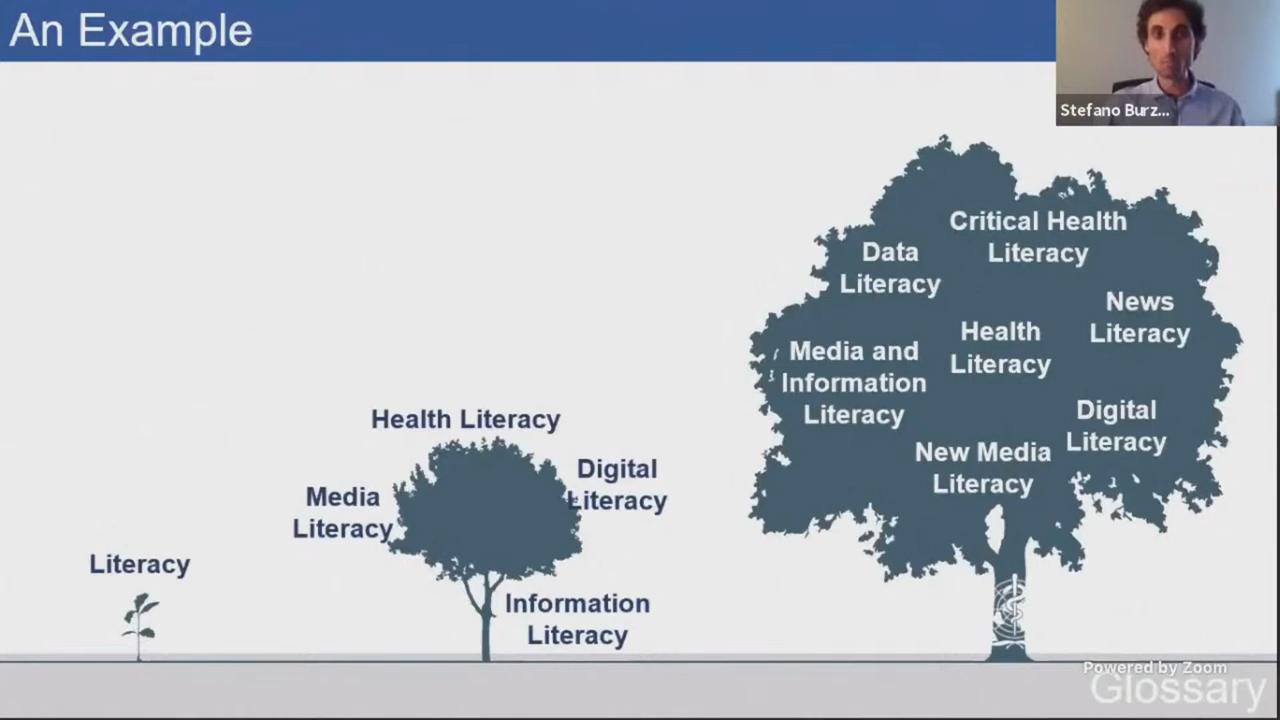 An Example
Stefano Burz...
Literacy
Health Literacy
Media
Literacy
Digital
Literacy
Information
Literacy
Critical Health
Literacy
Data
Literacy
News
Literacy
Health
Literacy
Media and
Information
Literacy
Digital
Literacy
New Media
Literacy
Powered by Zoom
Glossary